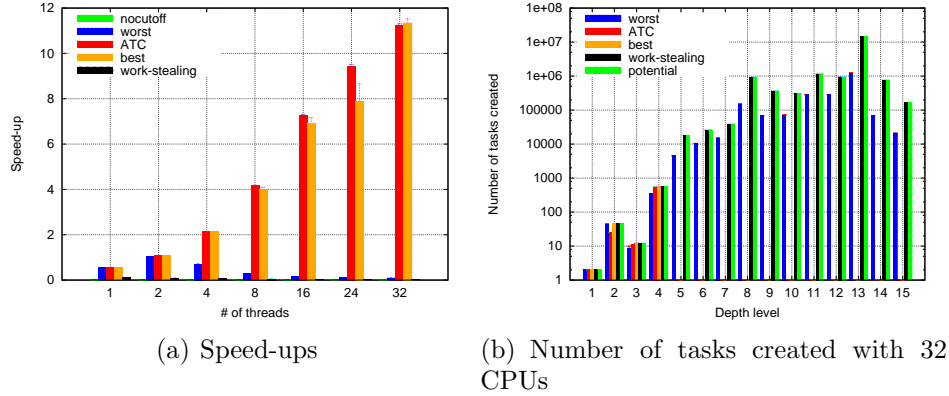 nocutoff
worst
ATC
best
work-stealing
12
10
8
6
4
2
0
Speed-up
1 2 4 8 16 24 32
# of threads
(a) Speed-ups
worst
ATC
best
work-stealing
potential
1e+08
1e+07
1e+06
100000
10000
1000
100
10
1
Number of tasks created
1 2 3 4 5 6 7 8 9 10 11 12 13 14 15
Depth level
(b) Number of tasks created with 32
CPUs